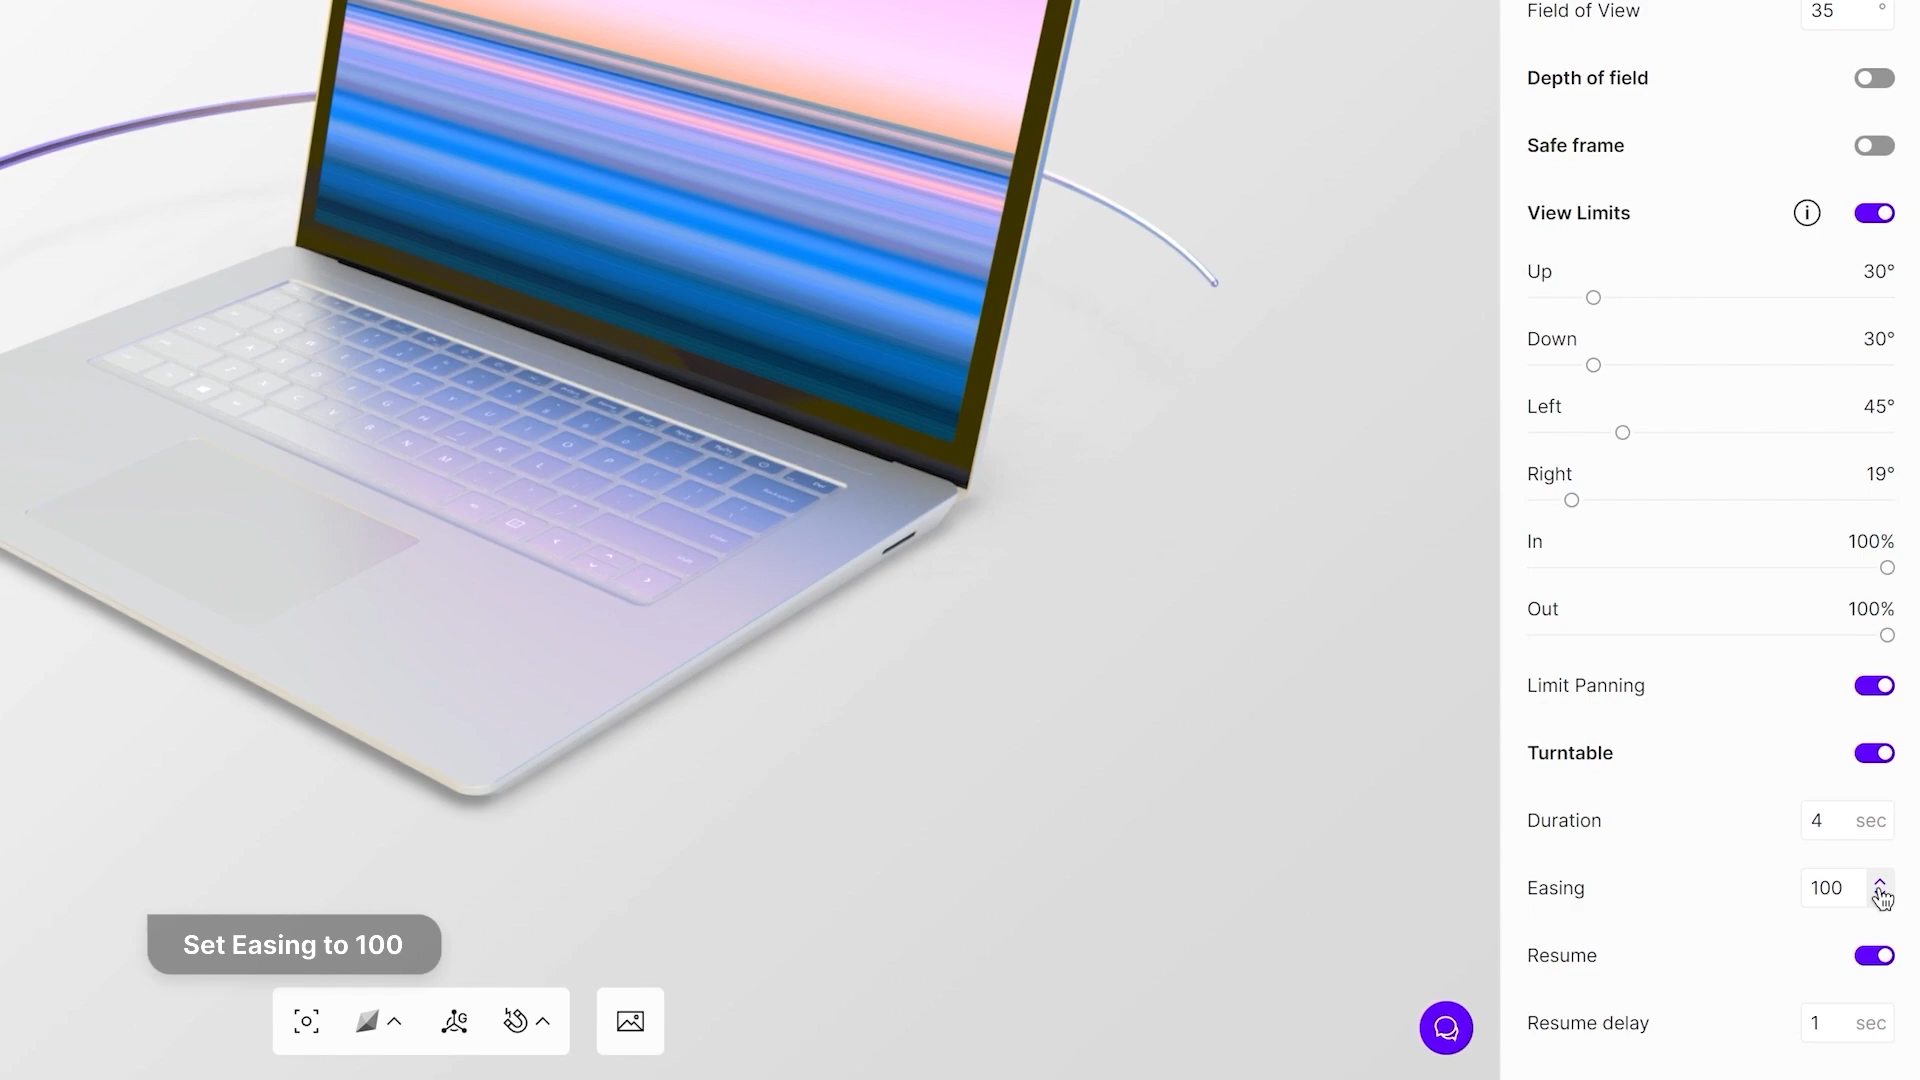 Field of View 35 °
Depth of field
Safe frame
View Limits
Up 30°
Down 30°
Left 45°
Right 19°
In 100%
Out 100%
Limit Panning
Turntable
Duration 4 sec
Easing 100
Resume
Resume delay 1 sec
Set Easing to 100